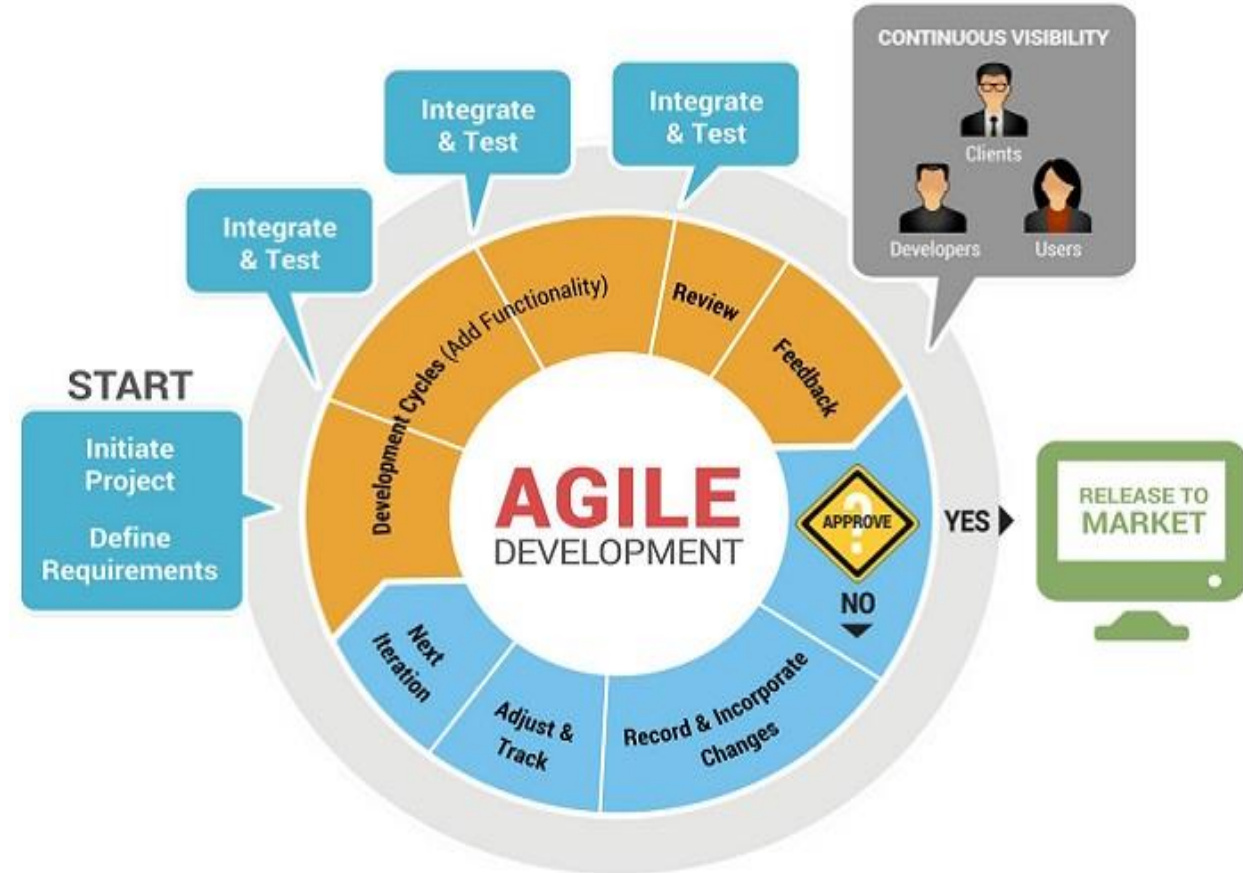 CONTINUOUS VISIBILITY
Clients
Developers
Users
Integrate
& Test
Integrate
& Test
Integrate
& Test
START
Initiate
Project
Define
Requirements
Development Cycles (Add Functionality)
Review
Feedback
AGILE
DEVELOPMENT
?
APPROVE
YES
NO
RELEASE TO
MARKET
Record & Incorporate
Changes
Adjust &
Track
Next
Iteration